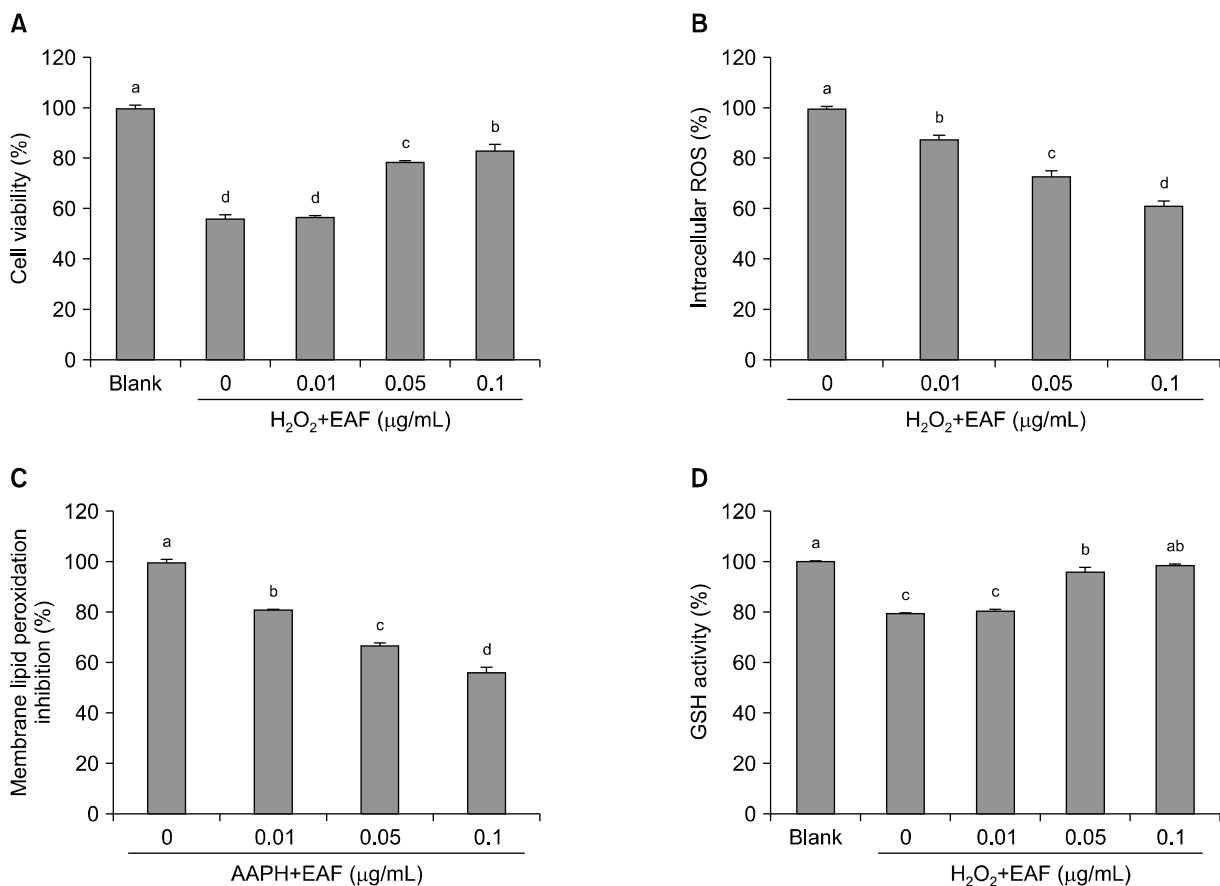 A
120
100
80
60
40
20
0
Cell viability (%)
a
d
d
c
b
Blank
0
0.01
0.05
0.1
H₂O₂+EAF (μg/mL)
B
120
100
80
60
40
20
0
Intracellular ROS (%)
a
b
c
d
0
0.01
0.05
0.1
H₂O₂+EAF (μg/mL)
C
120
100
80
60
40
20
0
Membrane lipid peroxidation
inhibition (%)
a
b
c
d
0
0.01
0.05
0.1
AAPH+EAF (μg/mL)
D
120
100
80
60
40
20
0
GSH activity (%)
a
c
c
b
ab
Blank
0
0.01
0.05
0.1
H₂O₂+EAF (μg/mL)